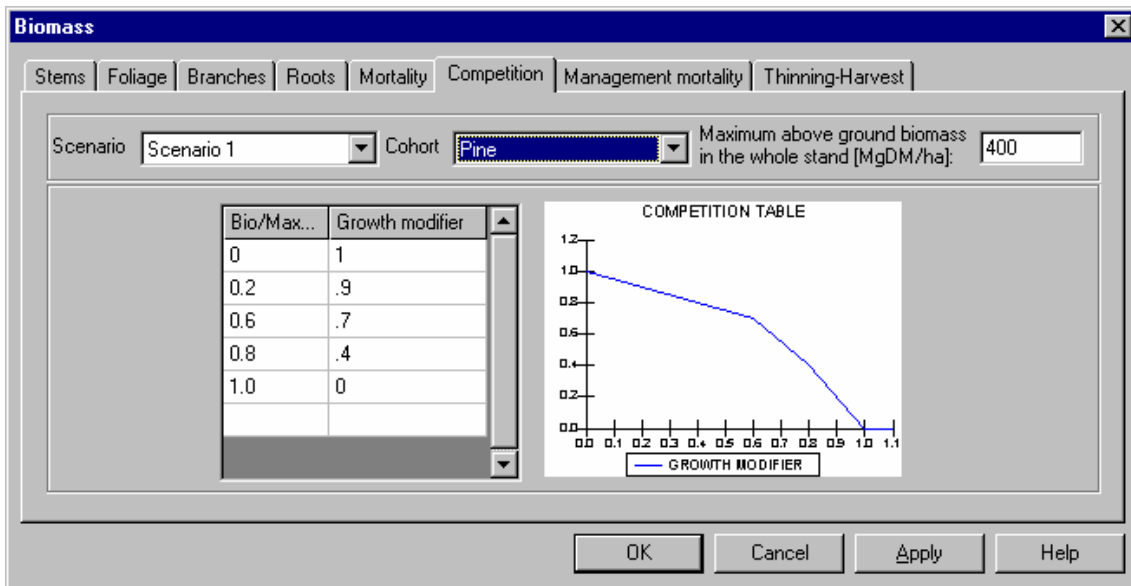 Biomass
Stems Foliage Branches Roots Mortality Competition Management mortality Thinning-Harvest
Scenario Scenario 1 Cohort Pine Maximum above ground biomass
in the whole stand [MgDM/ha]: 400
Bio/Max... Growth modifier
0 1
0.2 .9
0.6 .7
0.8 .4
1.0 0
COMPETITION TABLE
1.2
1.0
0.8
0.6
0.4
0.2
0.0
0.0 0.1 0.2 0.3 0.4 0.5 0.6 0.7 0.8 0.9 1.0 1.1
GROWTH MODIFIER
OK Cancel Apply Help